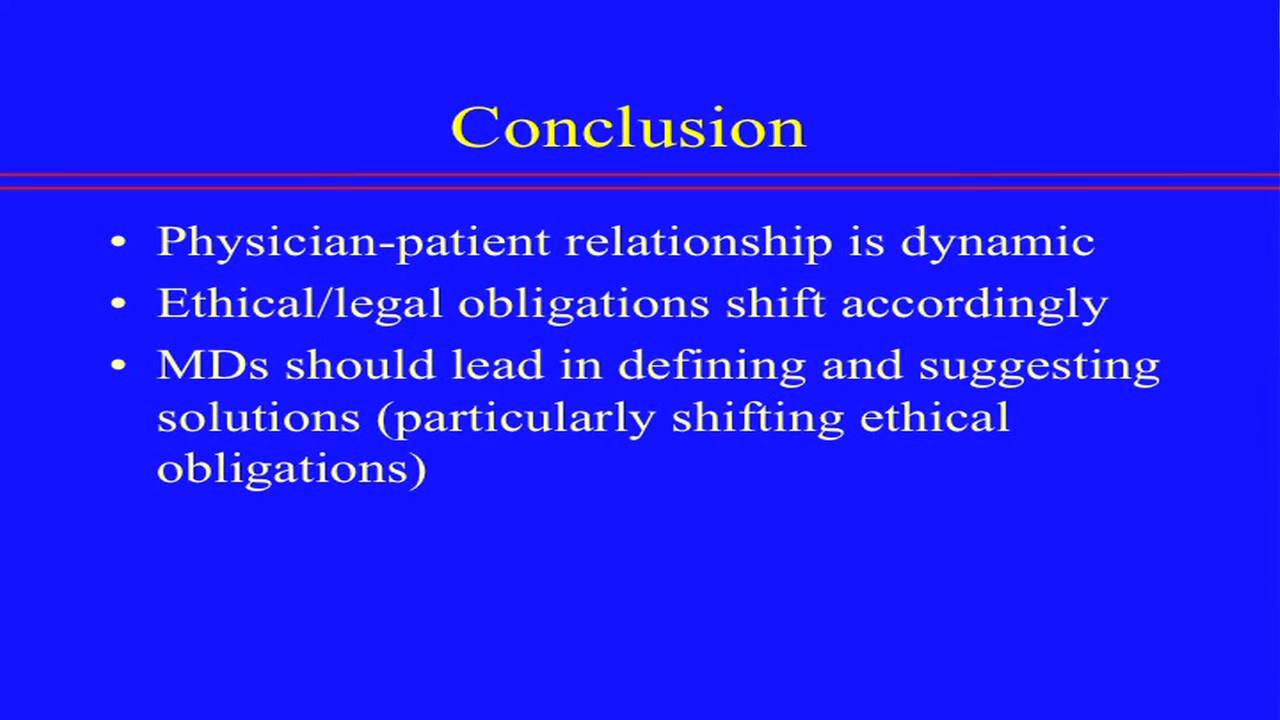 Conclusion
• Physician-patient relationship is dynamic
• Ethical/legal obligations shift accordingly
• MDs should lead in defining and suggesting
solutions (particularly shifting ethical
obligations)